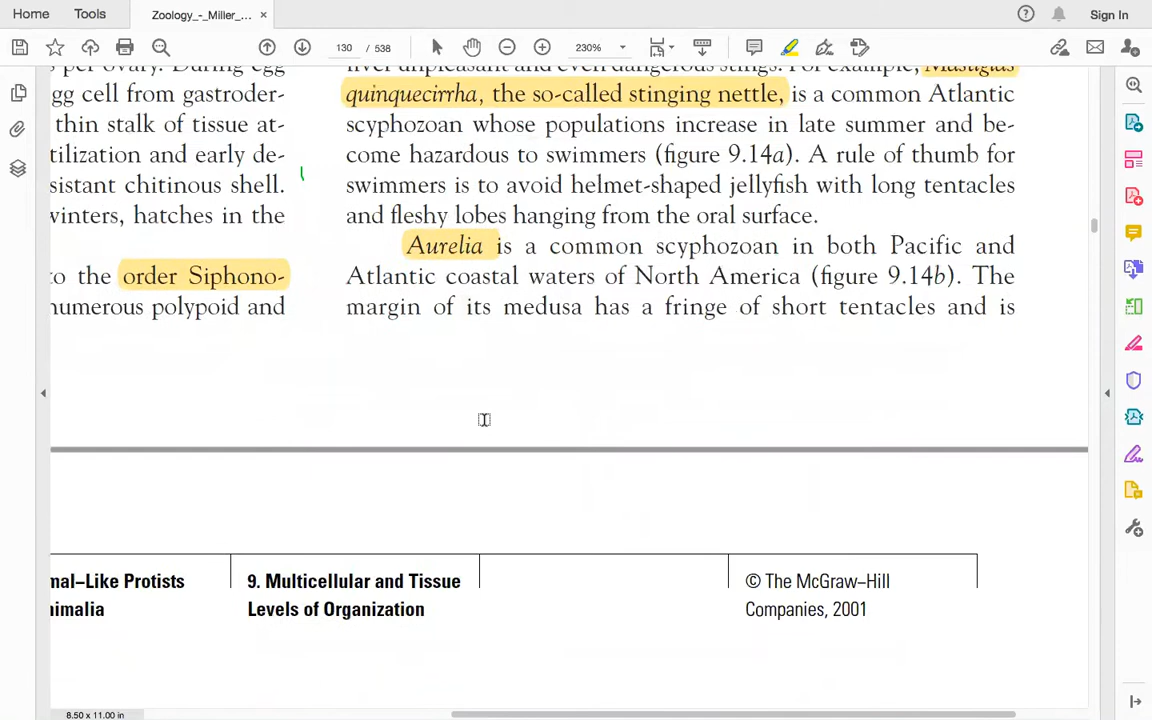 Home
Tools
Zoology_-_Miller_...
Sign In
130 / 538
230%
s per ovary. During egg
gg cell from gastroder-
thin stalk of tissue at-
tilization and early de-
sistant chitinous shell.
winters, hatches in the
to the order Siphono-
numerous polypoid and
liver unpleasant and even dangerous stings. For example, Mastigias
quinquecirrha, the so-called stinging nettle, is a common Atlantic
scyphozoan whose populations increase in late summer and be-
come hazardous to swimmers (figure 9.14a). A rule of thumb for
swimmers is to avoid helmet-shaped jellyfish with long tentacles
and fleshy lobes hanging from the oral surface.
Aurelia is a common scyphozoan in both Pacific and
Atlantic coastal waters of North America (figure 9.14b). The
margin of its medusa has a fringe of short tentacles and is
mal–Like Protists
nimalia
9. Multicellular and Tissue
Levels of Organization
© The McGraw–Hill
Companies, 2001
8.50 x 11.00 in